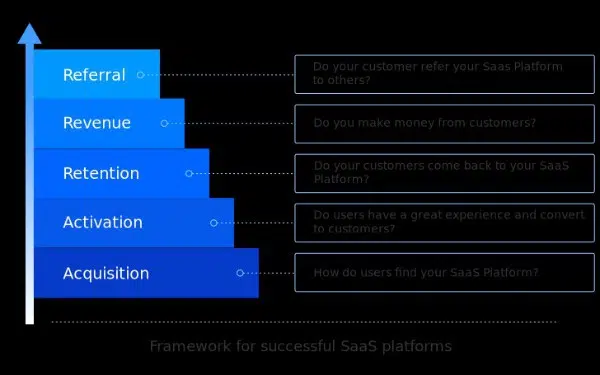 Referral
Do your customer refer your Saas Platform
to others?
Revenue
Do you make money from customers?
Retention
Do your customers come back to your SaaS
Platform?
Activation
Do users have a great experience and convert
to customers?
Acquisition
How do users find your SaaS Platform?
Framework for successful SaaS platforms